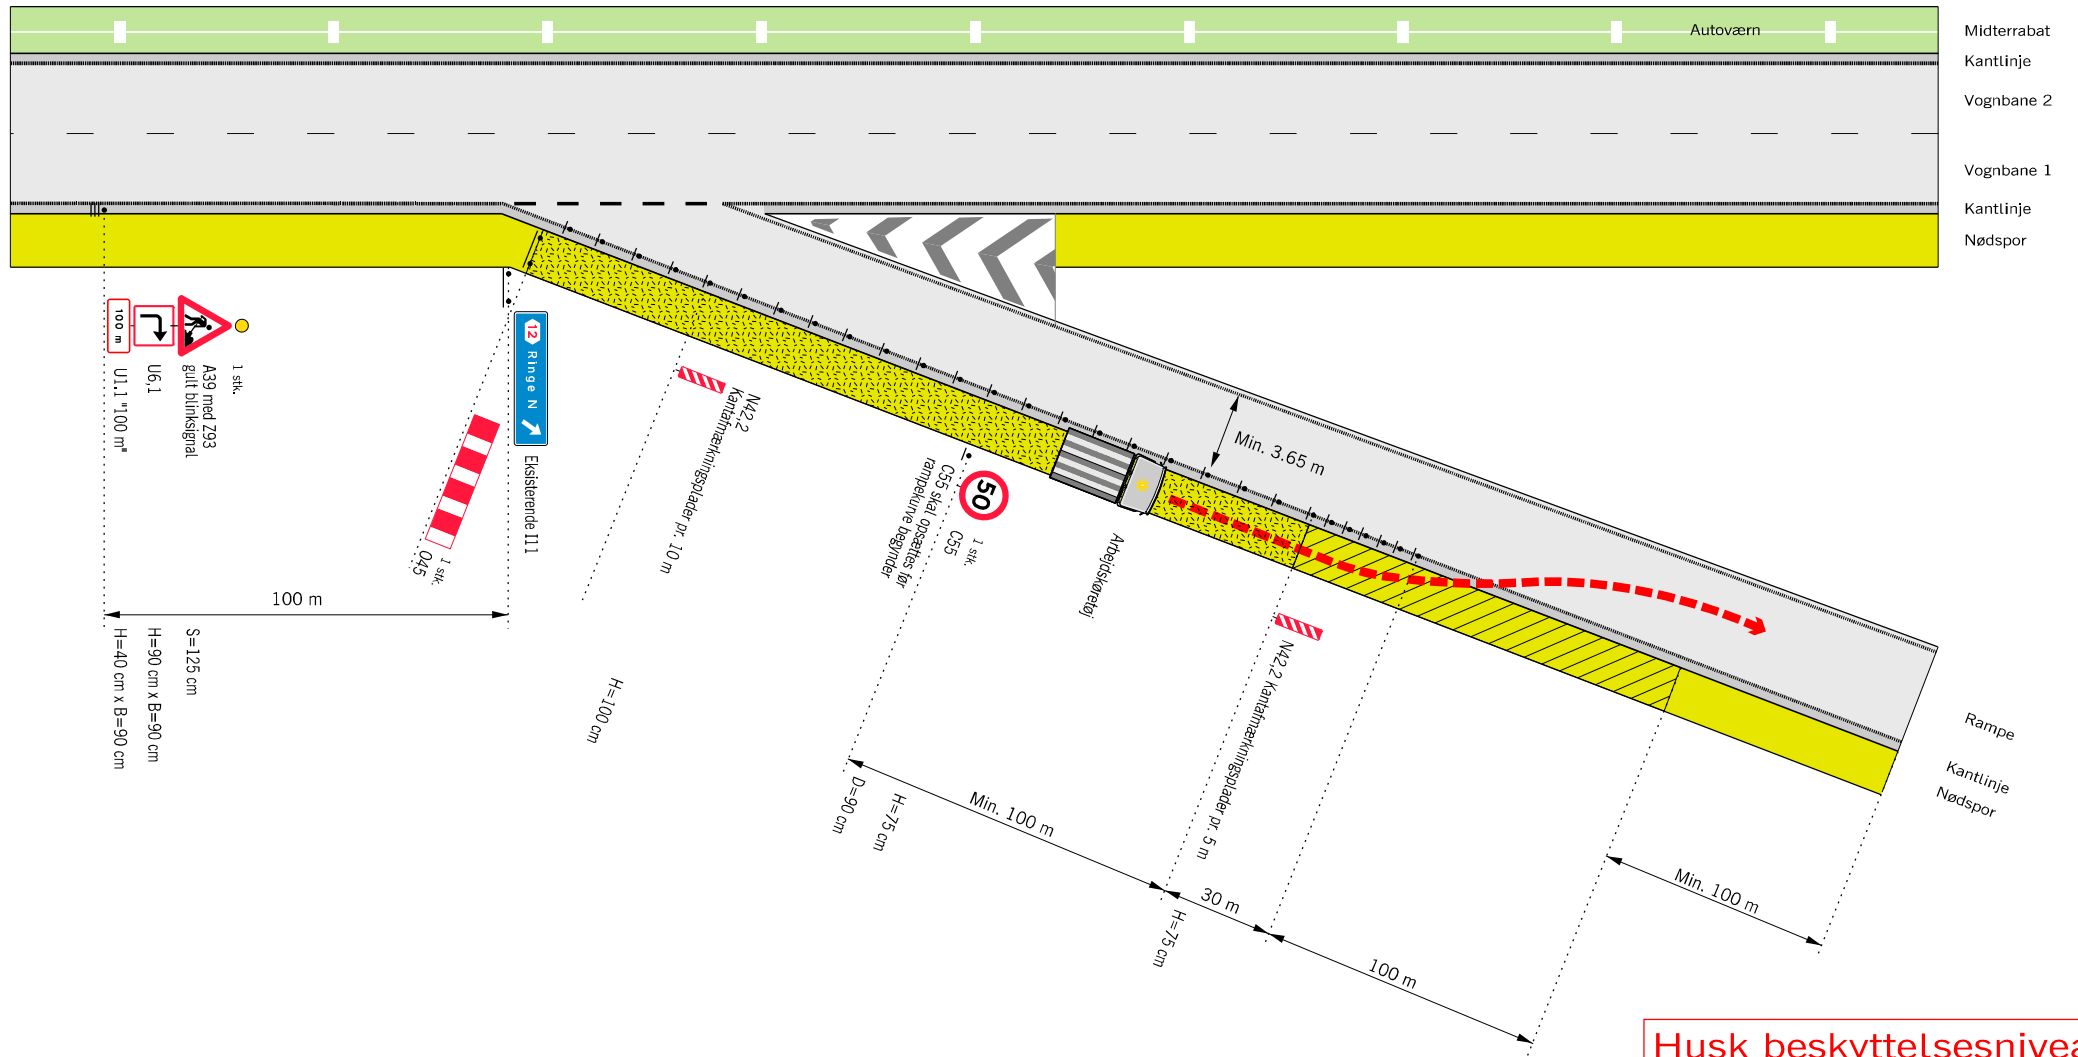 Autoværn
Midterrabat
Kantlinje
Vognbane 2
Vognbane 1
Kantlinje
Nødspor
1 stk.
A39 med Z93
gult blinksignal
U6,1
100 m
U1.1 "100 m"
S=125 cm
H=90 cm x B=90 cm
H=40 cm x B=90 cm
100 m
12 Ringe N
Eksisterende I11
1 stk.
O45
N42,2
Kantafmærkningsplader pr. 10 m
H=100 cm
50
1 stk.
C55
C55 skal opsættes før
rampekurve begynder
H=75 cm
D=90 cm
Arbejdskøretøj
Min. 3.65 m
N42,2 Kantafmærkningsplader pr. 5 m
H=75 cm
Min. 100 m
30 m
100 m
Min. 100 m
Rampe
Kantlinje
Nødspor
Husk beskyttelsesnivea